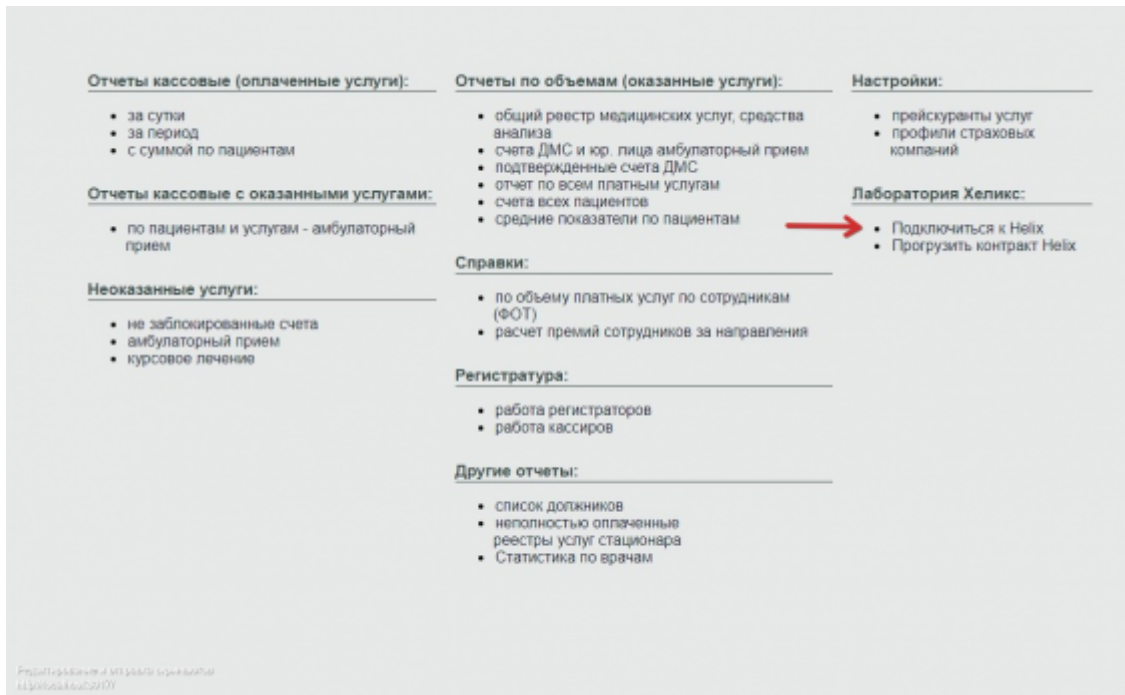 Отчеты кассовые (оплаченные услуги):
за сутки
за период
с суммой по пациентам
Отчеты кассовые с оказанными услугами:
по пациентам и услугам - амбулаторный
прием
Неоказанные услуги:
не заблокированные счета
амбулаторный прием
курсовое лечение
Отчеты по объемам (оказанные услуги):
общий реестр медицинских услуг, средства
анализа
счета ДМС и юр. лица амбулаторный прием
подтвержденные счета ДМС
отчет по всем платным услугам
счета всех пациентов
средние показатели по пациентам
Справки:
по объему платных услуг по сотрудникам
(ФОТ)
расчет премий сотрудников за направления
Регистратура:
работа регистраторов
работа кассиров
Другие отчеты:
список должников
неполностью оплаченные
реестры услуг стационара
Статистика по врачам
Настройки:
прейскуранты услуг
профили страховых
компаний
Лаборатория Хеликс:
Подключиться к Helix
Прогрузить контракт Helix